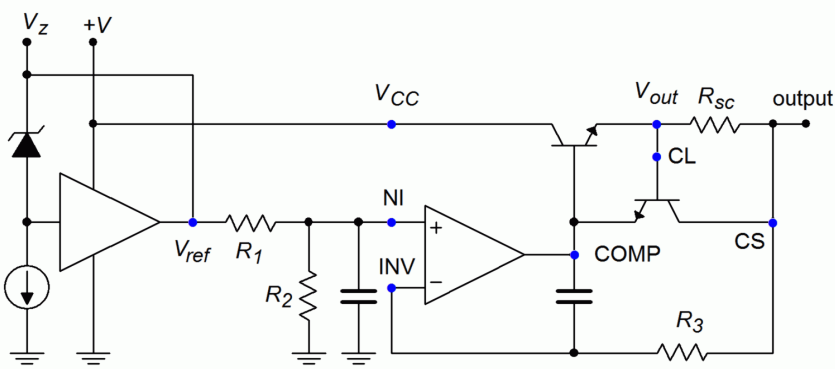 Vz
+V
VCC
Vout
Rsc
output
CL
NI
+
Vref
R1
CS
COMP
INV
−
R2
R3